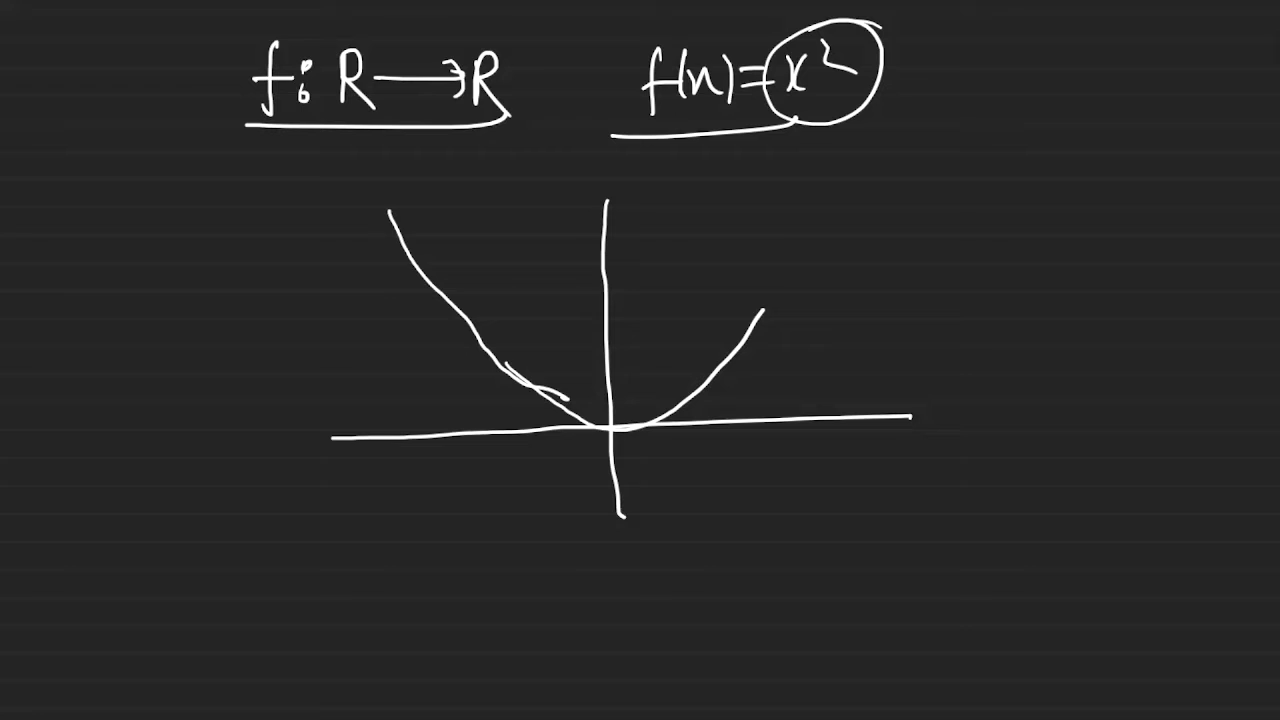 f: R → R f(x)=x²